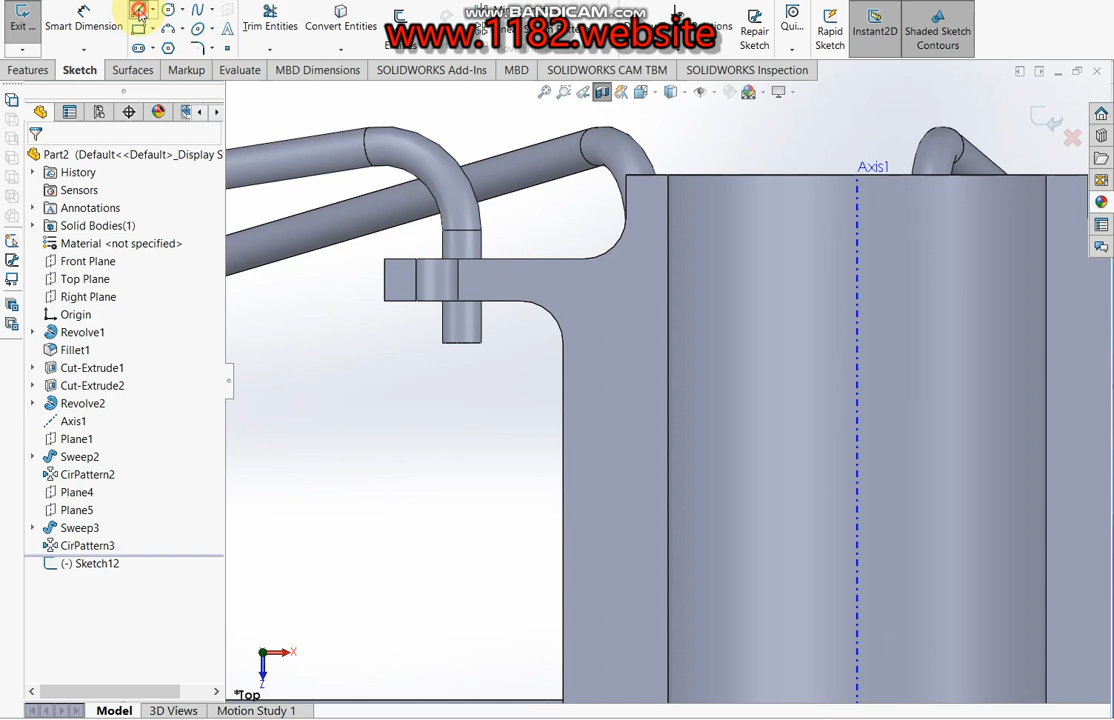 www.BANDICAM.com
www.1182.website
Exit ...
Smart Dimension
Trim Entities
Convert Entities
Repair Sketch
Qui...
Rapid Sketch
Instant2D
Shaded Sketch Contours
Features
Sketch
Surfaces
Markup
Evaluate
MBD Dimensions
SOLIDWORKS Add-Ins
MBD
SOLIDWORKS CAM TBM
SOLIDWORKS Inspection
Part2 (Default<<Default>_Display S
History
Sensors
Annotations
Solid Bodies(1)
Material <not specified>
Front Plane
Top Plane
Right Plane
Origin
Revolve1
Fillet1
Cut-Extrude1
Cut-Extrude2
Revolve2
Axis1
Plane1
Sweep2
CirPattern2
Plane4
Plane5
Sweep3
CirPattern3
(-) Sketch12
Axis1
X
Z
*Top
Model
3D Views
Motion Study 1